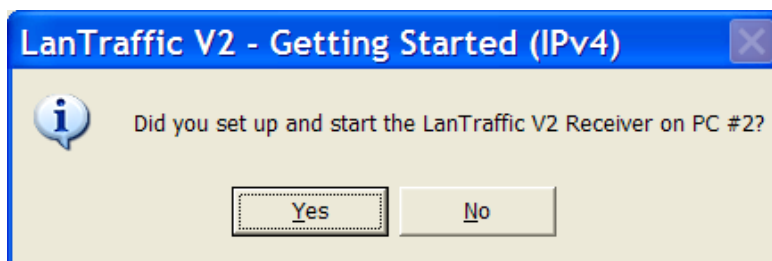 LanTraffic V2 - Getting Started (IPv4)
Did you set up and start the LanTraffic V2 Receiver on PC #2?
Yes No